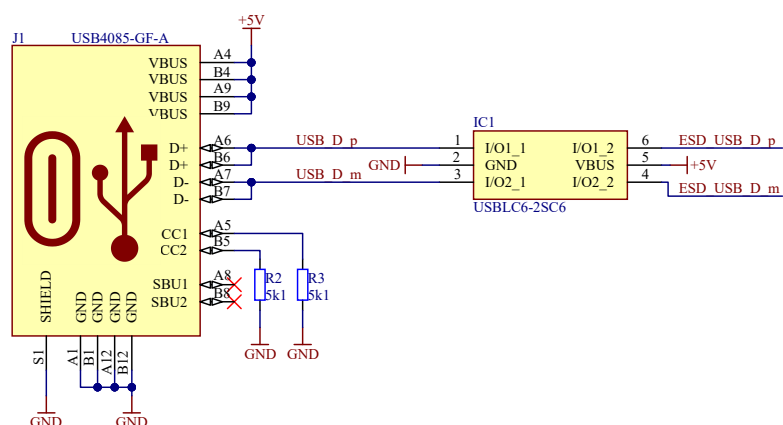 +5V
J1 USB4085-GF-A
VBUS A4
VBUS B4
VBUS A9
VBUS B9
IC1
D+ A6 USB_D_p 1 I/O1_1 I/O1_2 6 ESD_USB_D_p
D+ B6 GND 2 GND VBUS 5 +5V
D- A7 USB_D_m 3 I/O2_1 I/O2_2 4 ESD_USB_D_m
D- B7
USBLC6-2SC6
CC1 A5
CC2 B5
SBU1 A8 R2 R3
SBU2 B8 5k1 5k1
SHIELD GND GND GND GND
S1 A1 B1 A12 B12
GND GND
GND GND